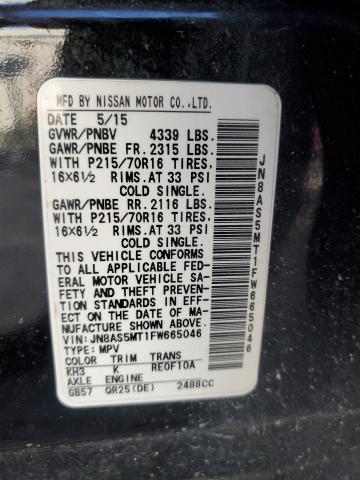 MFD BY NISSAN MOTOR CO.,LTD.
DATE 5/15
GVWR/PNBV 4339 LBS.
GAWR/PNBE FR. 2315 LBS.
WITH P215/70R16 TIRES,
16×6½ RIMS.AT 33 PSI
COLD SINGLE.
GAWR/PNBE RR. 2116 LBS.
WITH P215/70R16 TIRES,
16×6½ RIMS.AT 33 PSI
COLD SINGLE.
THIS VEHICLE CONFORMS
TO ALL APPLICABLE FED-
ERAL MOTOR VEHICLE SA-
FETY AND THEFT PREVEN-
TION STANDARDS IN EFF-
ECT ON THE DATE OF MA-
NUFACTURE SHOWN ABOVE.
VIN: JN8AS5MT1FW665046
TYPE: MPV
COLOR TRIM TRANS
KH3 K RE0F10A
AXLE ENGINE
GB57 QR25(DE) 2488CC
JN8AS5MT1FW665046